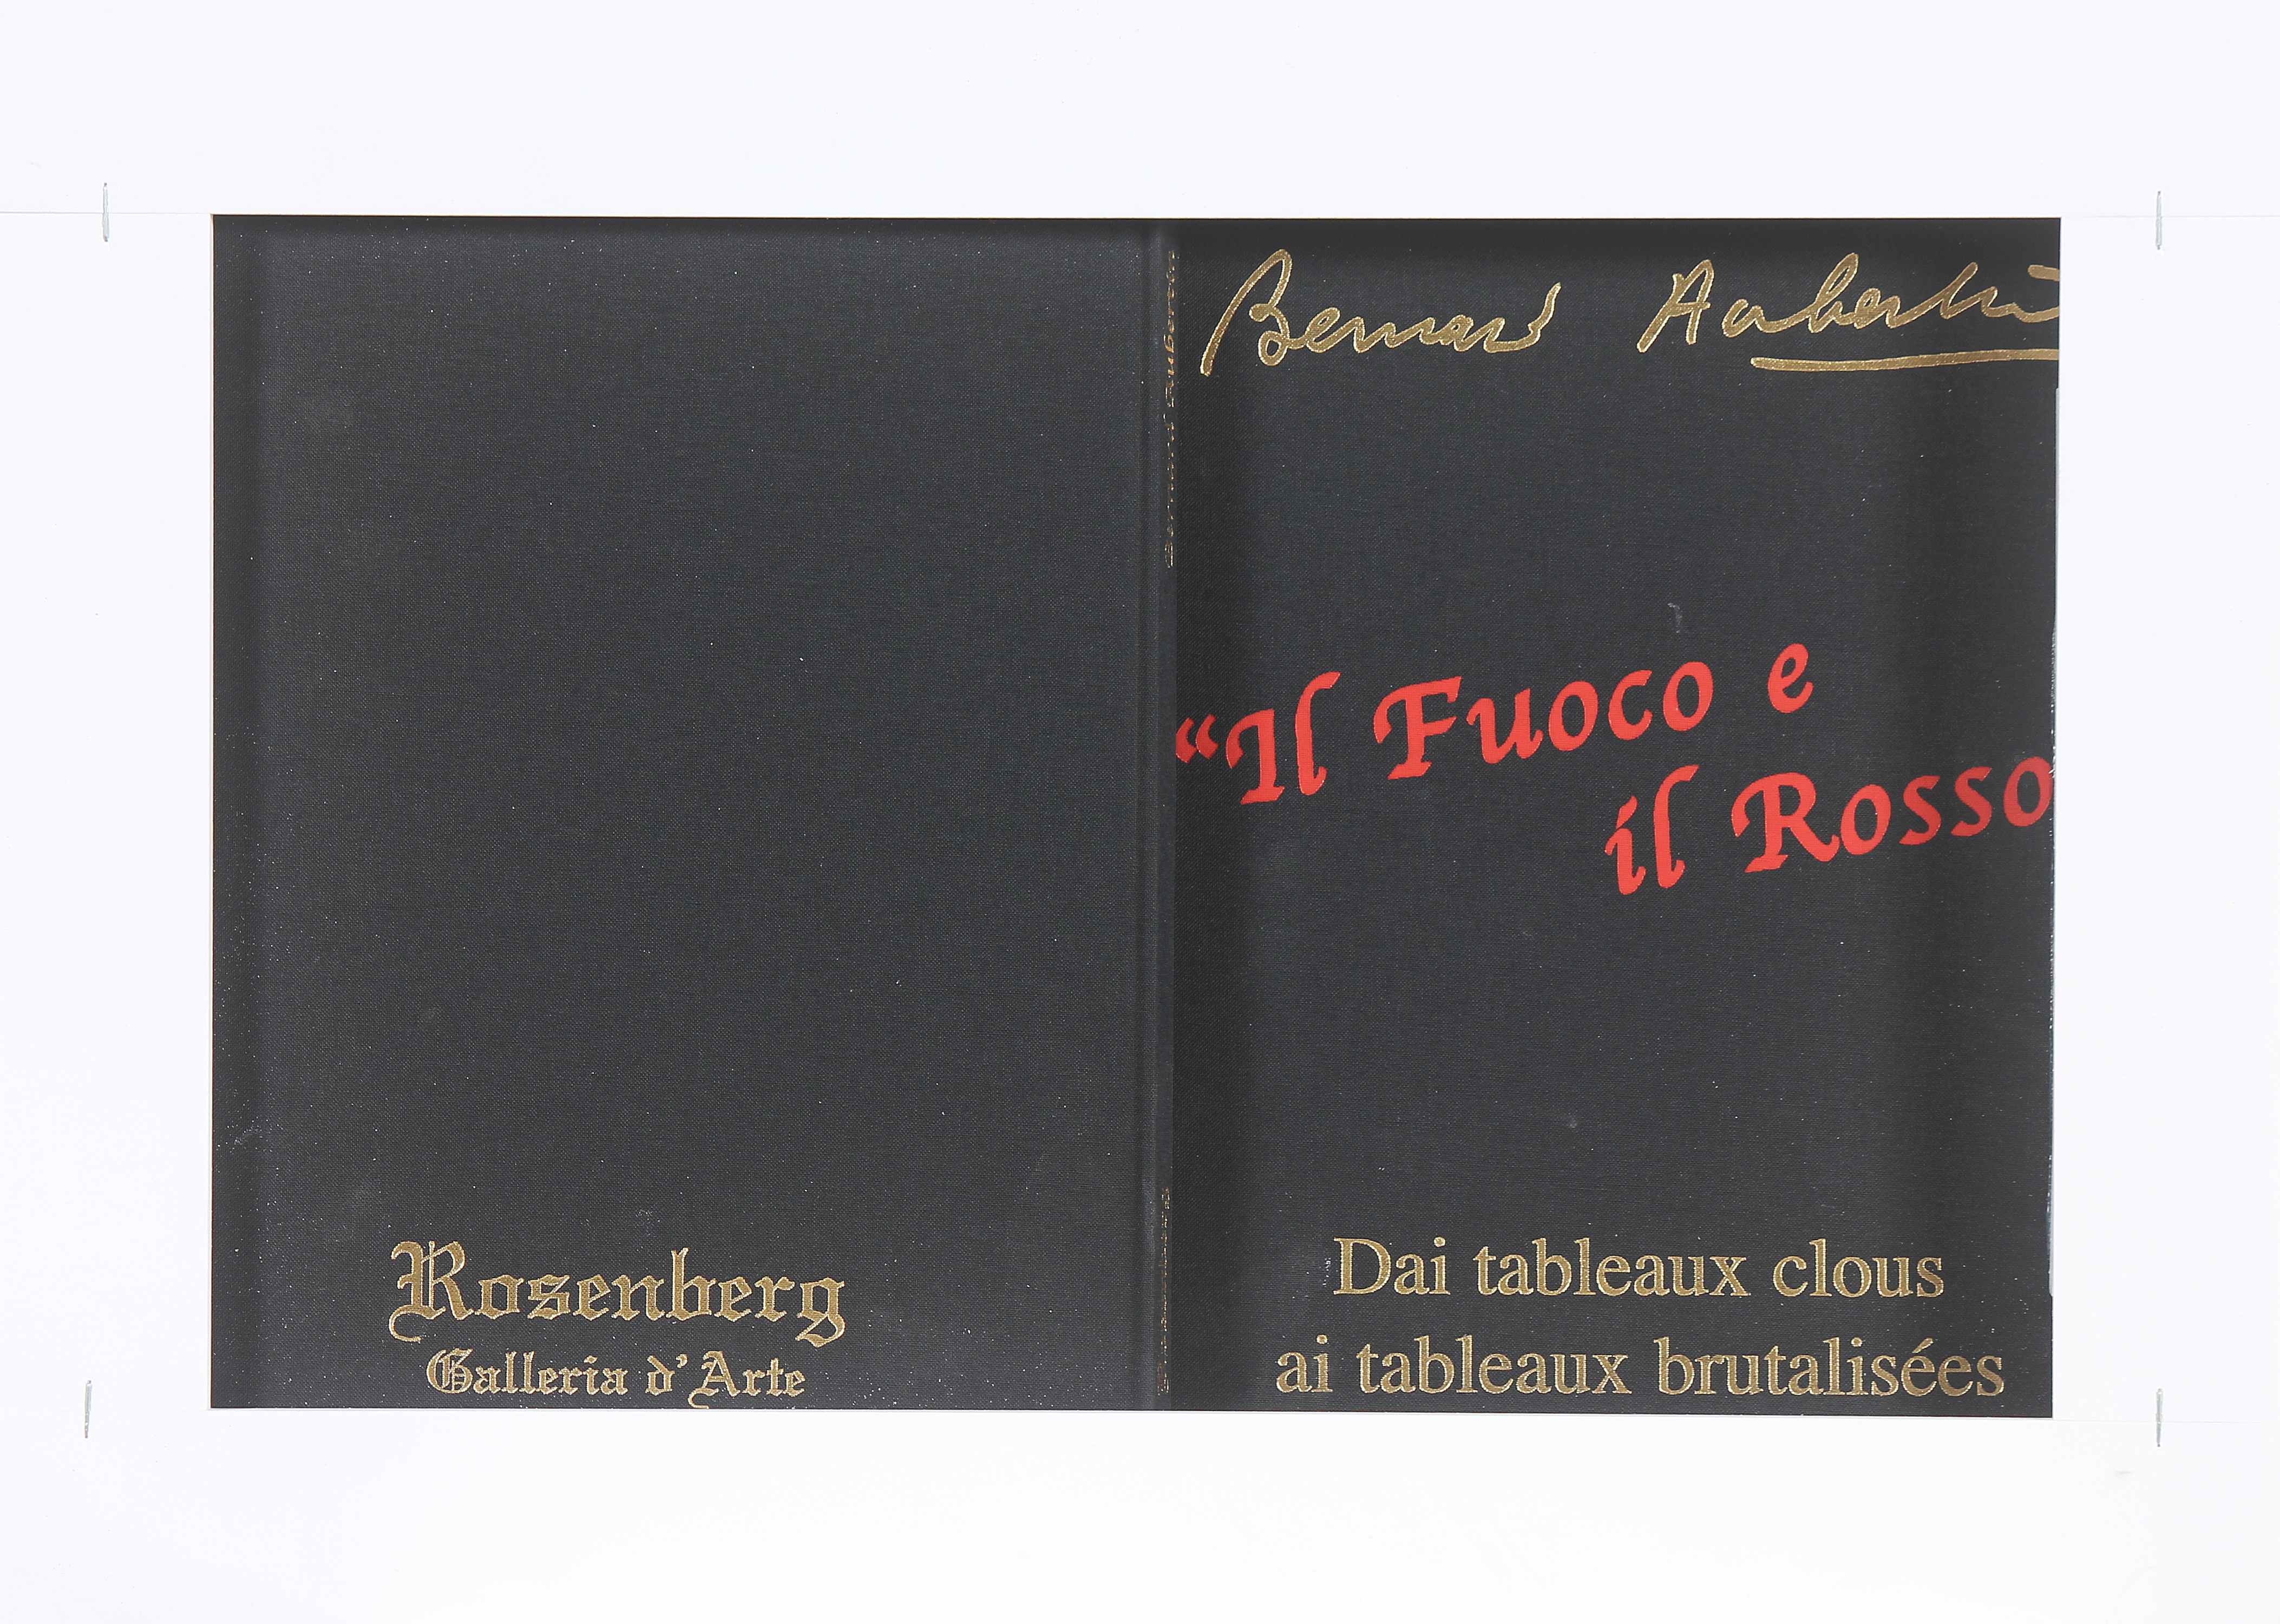 Rosenberg
Galleria d'Arte
Bernard Aubertin
“Il Fuoco e
il Rosso
Dai tableaux clous
ai tableaux brutalisées